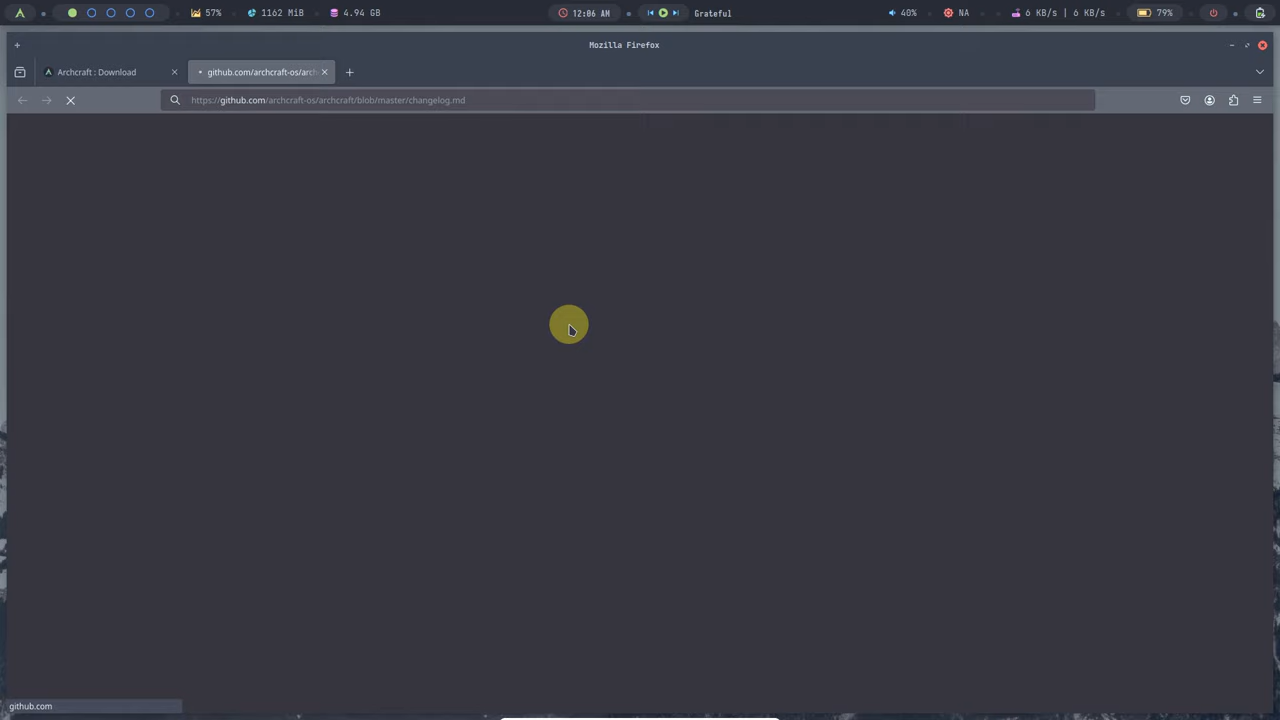 57% 1162 MiB 4.94 GB 12:06 AM Grateful 40% NA 6 KB/s | 6 KB/s 79%
Mozilla Firefox
Archcraft : Download github.com/archcraft-os/arch
https://github.com/archcraft-os/archcraft/blob/master/changelog.md
github.com